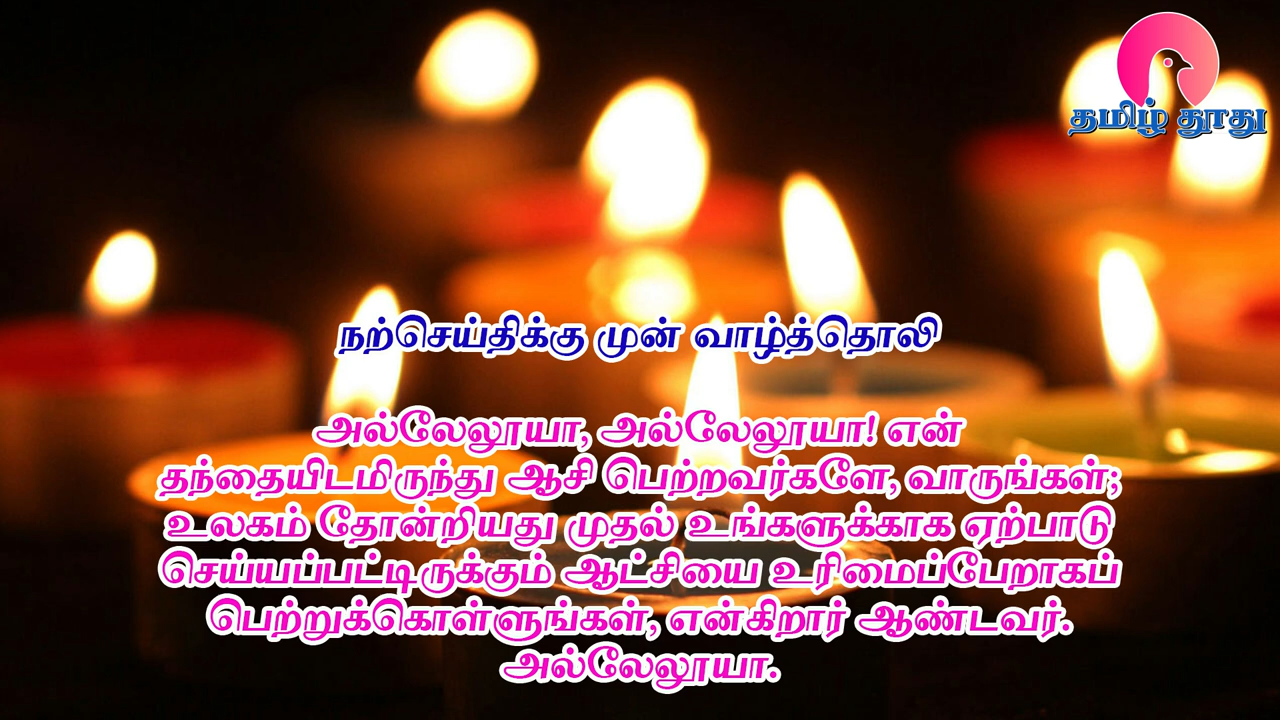 தமிழ் தூது
நற்செய்திக்கு முன் வாழ்த்தொலி
அல்லேலூயா, அல்லேலூயா! என்
தந்தையிடமிருந்து ஆசி பெற்றவர்களே, வாருங்கள்;
உலகம் தோன்றியது முதல் உங்களுக்காக ஏற்பாடு
செய்யப்பட்டிருக்கும் ஆட்சியை உரிமைப்பேறாகப்
பெற்றுக்கொள்ளுங்கள், என்கிறார் ஆண்டவர்.
அல்லேலூயா.